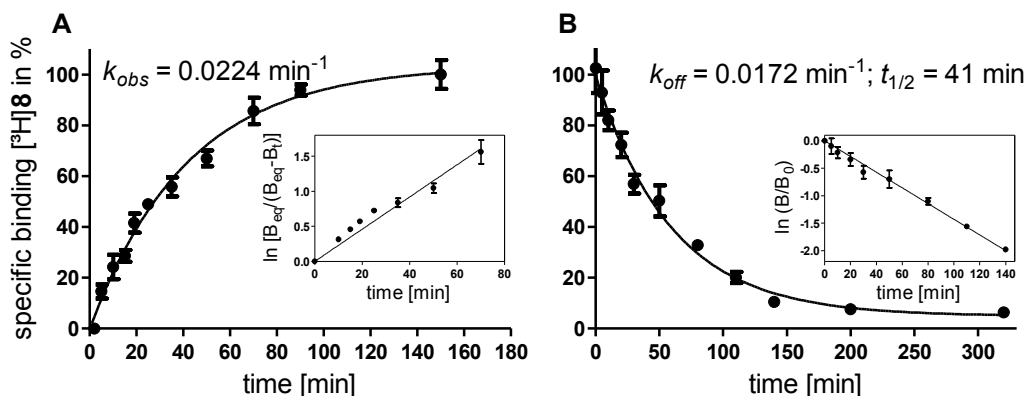 A
k_obs = 0.0224 min⁻¹
specific binding [³H]8 in %
100
80
60
40
20
0
0 20 40 60 80 100 120 140 160 180
time [min]
ln [B_eq/(B_eq-B_t)]
1.5
1.0
0.5
0.0
0 20 40 60 80
time [min]
B
k_off = 0.0172 min⁻¹; t_1/2 = 41 min
100
80
60
40
20
0
0 50 100 150 200 250 300
time [min]
ln (B/B_0)
0.0
-0.5
-1.0
-1.5
-2.0
0 20 40 60 80 100 120 140
time [min]